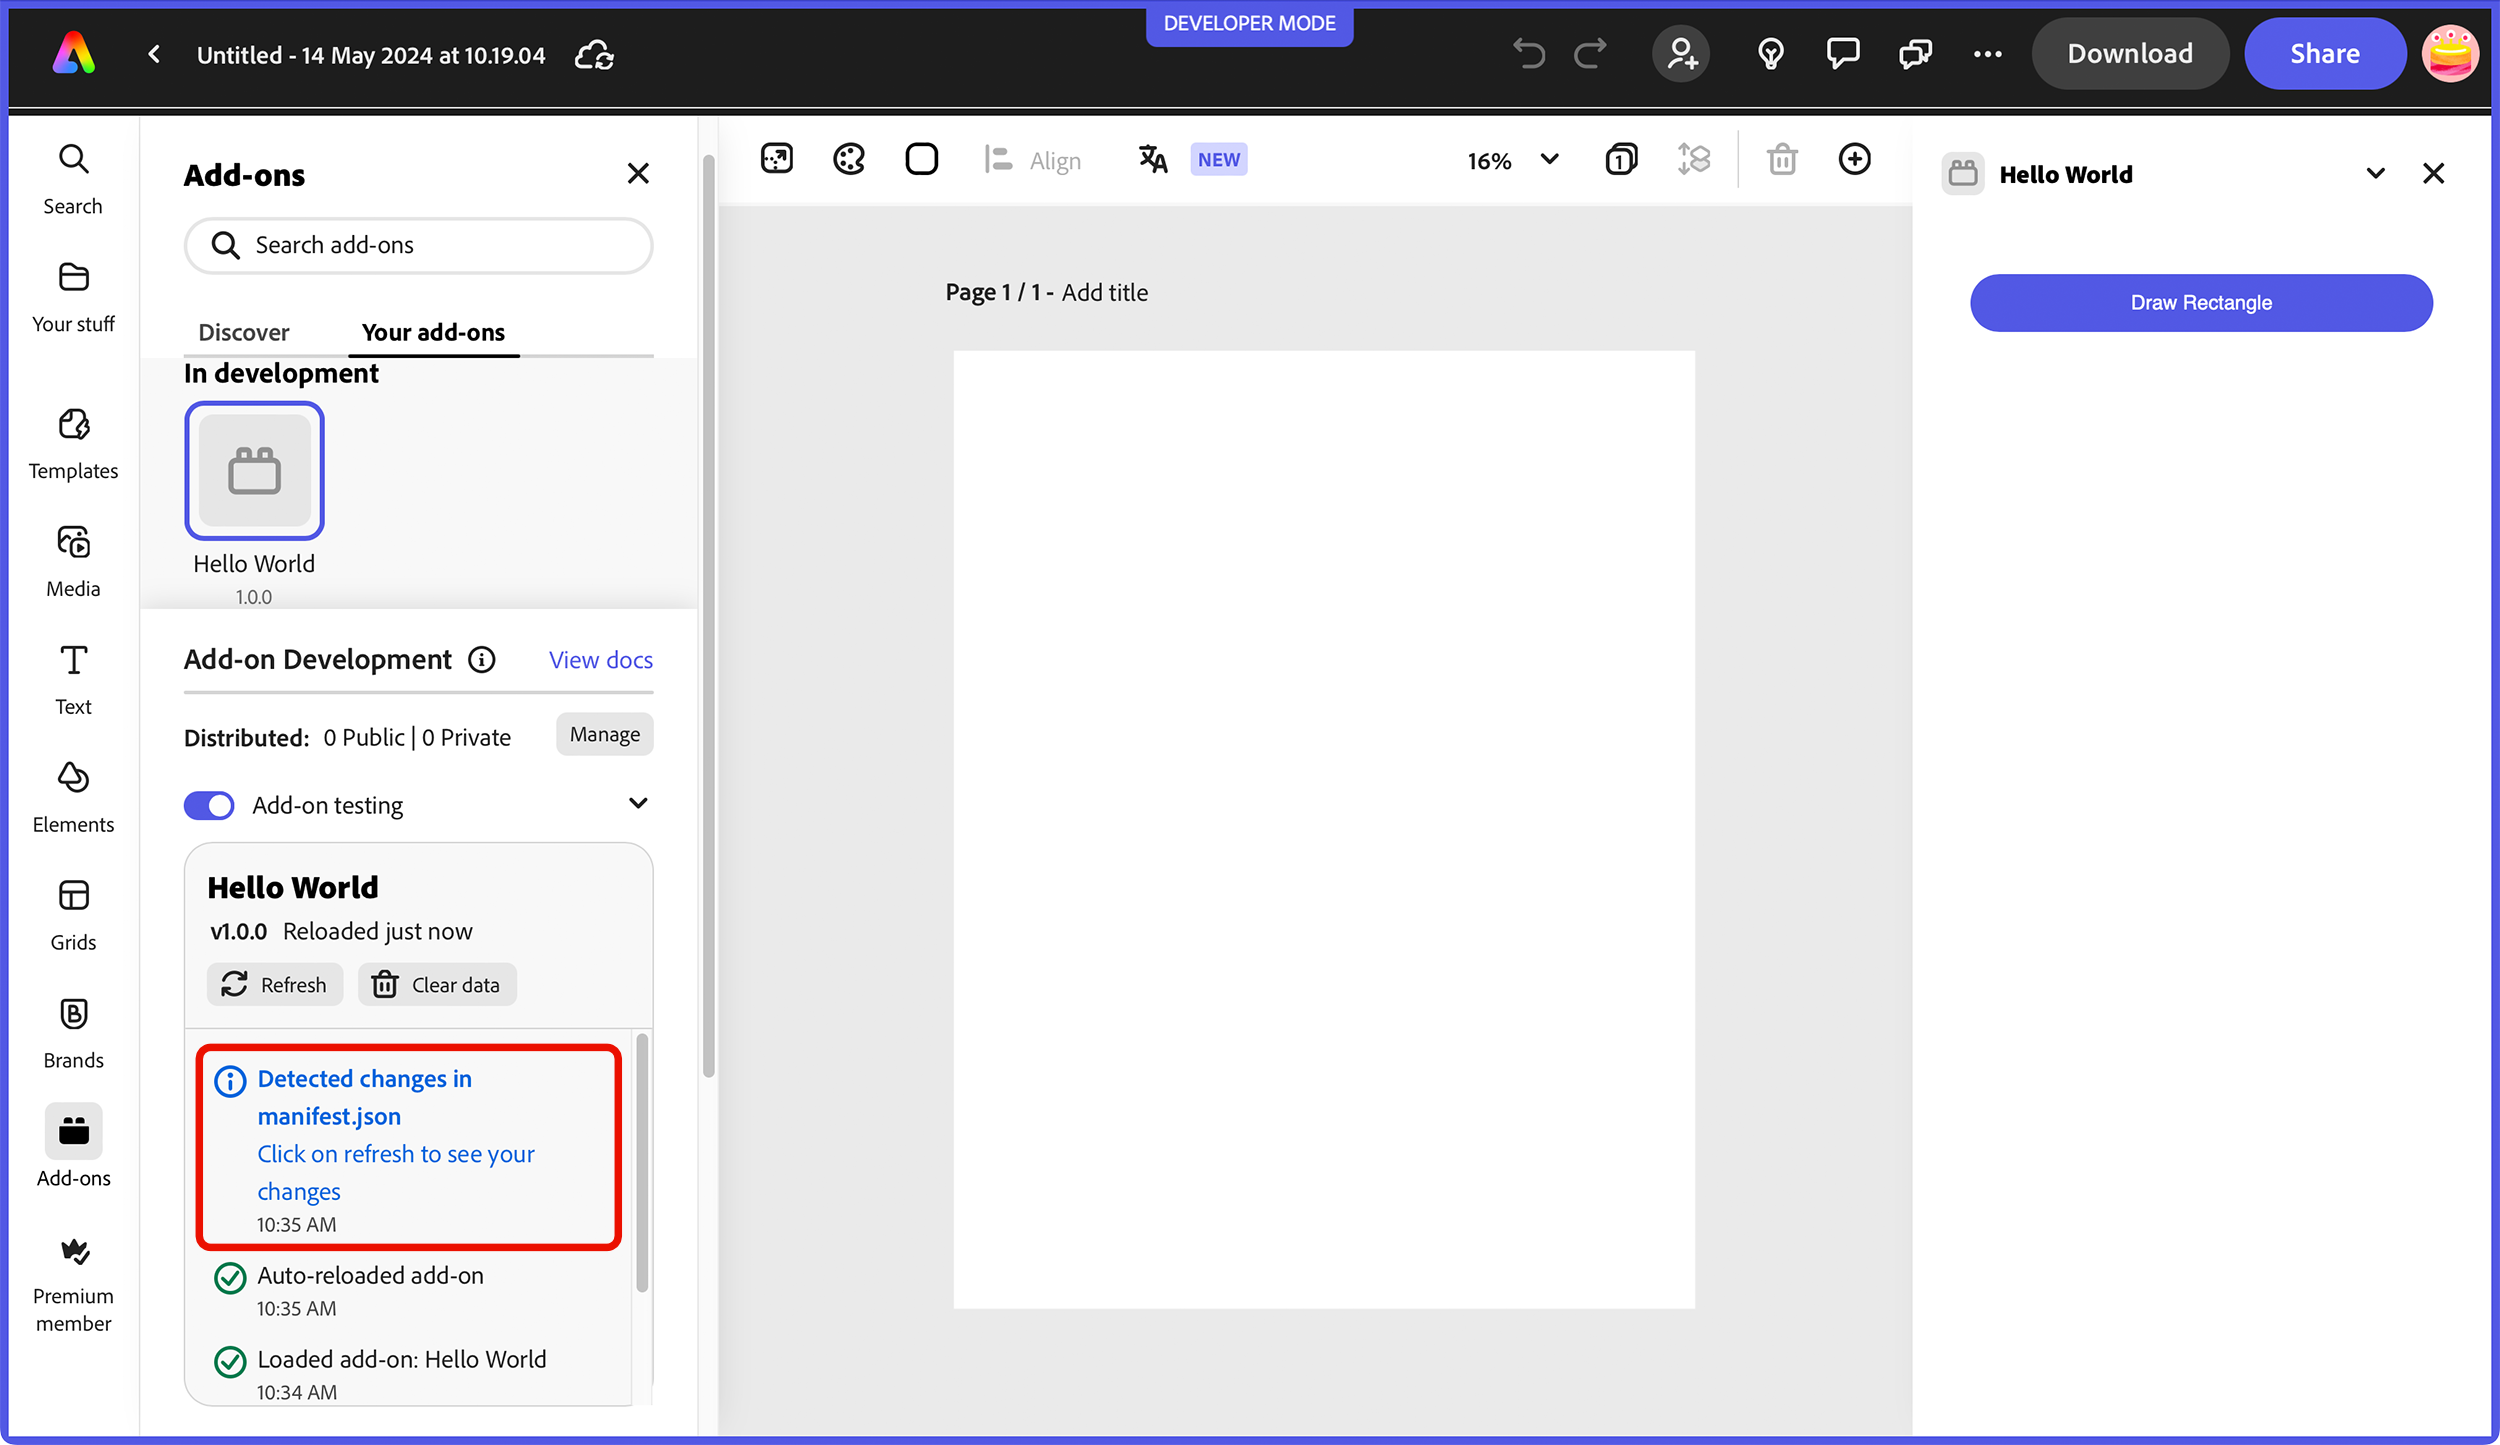 DEVELOPER MODE
Untitled - 14 May 2024 at 10.19.04
Download
Share
Search
Your stuff
Templates
Media
Text
Elements
Grids
Brands
Add-ons
Premium
member
Add-ons
Search add-ons
Discover
Your add-ons
In development
Hello World
1.0.0
Add-on Development
View docs
Distributed: 0 Public | 0 Private
Manage
Add-on testing
Hello World
v1.0.0 Reloaded just now
Refresh
Clear data
Detected changes in
manifest.json
Click on refresh to see your
changes
10:35 AM
Auto-reloaded add-on
10:35 AM
Loaded add-on: Hello World
10:34 AM
Align
NEW
16%
1
Page 1 / 1 - Add title
Hello World
Draw Rectangle